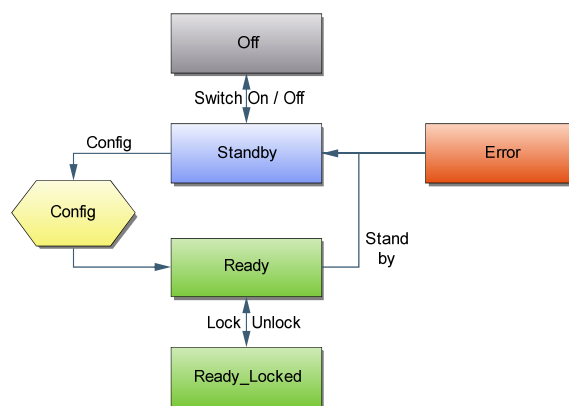 Off
Switch On / Off
Config
Standby
Error
Config
Stand
by
Ready
Lock
Unlock
Ready_Locked